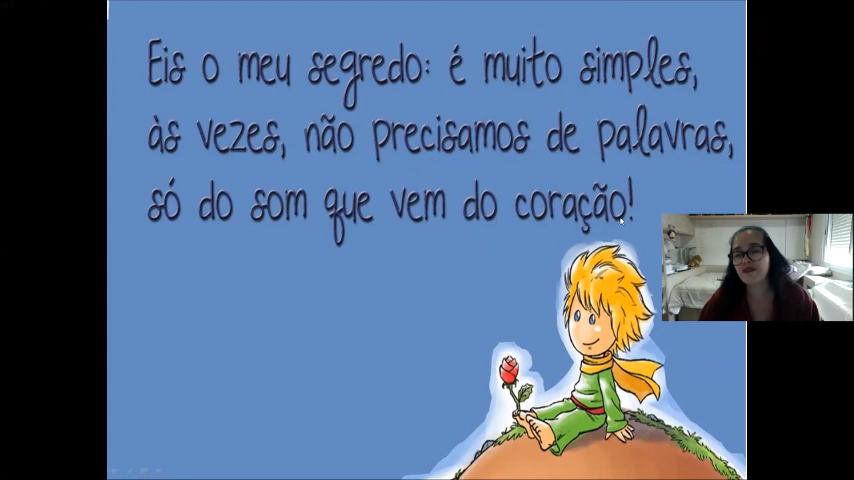 Eis o meu segredo: é muito simples,
às vezes, não precisamos de palavras,
só do som que vem do coração!